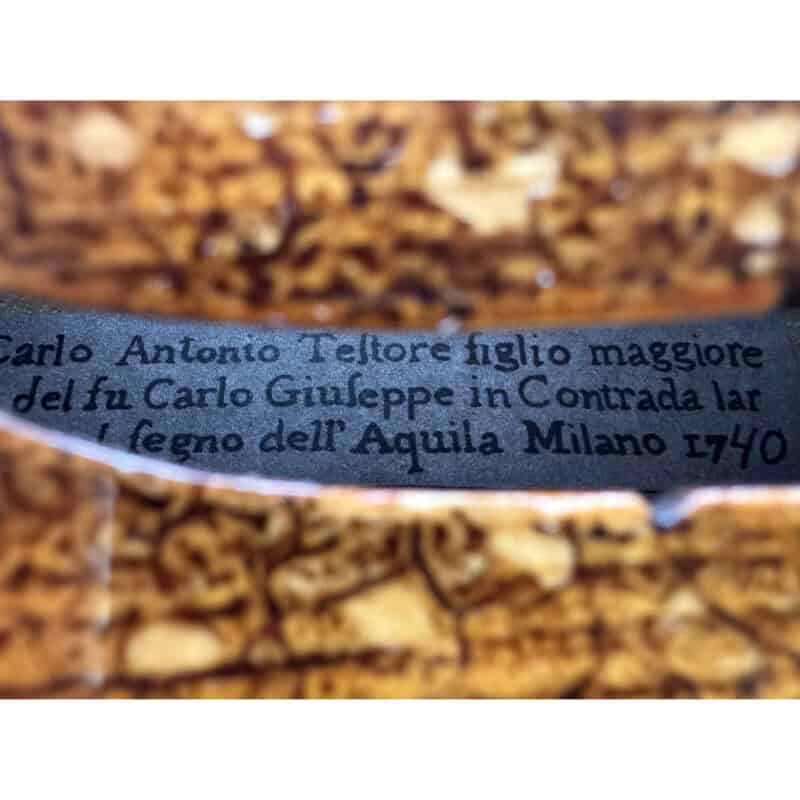 Carlo Antonio Teſtore figlio maggiore
del fu Carlo Giuſeppe in Contrada lar
ſegno dell' Aquila Milano 1740